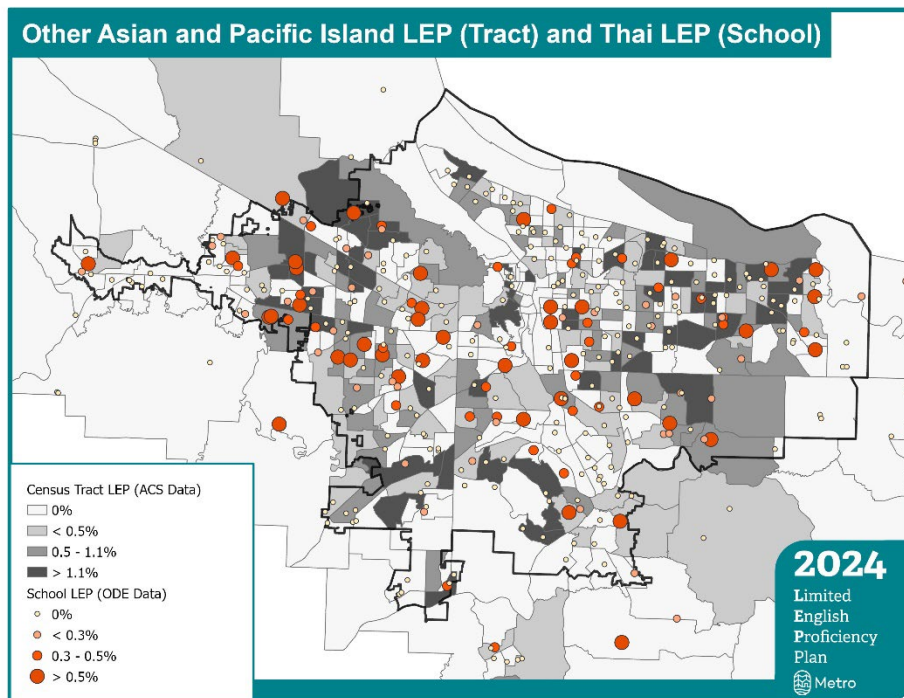 Other Asian and Pacific Island LEP (Tract) and Thai LEP (School)
Census Tract LEP (ACS Data)
0%
< 0.5%
0.5 - 1.1%
> 1.1%
School LEP (ODE Data)
0%
< 0.3%
0.3 - 0.5%
> 0.5%
2024
Limited
English
Proficiency
Plan
Metro